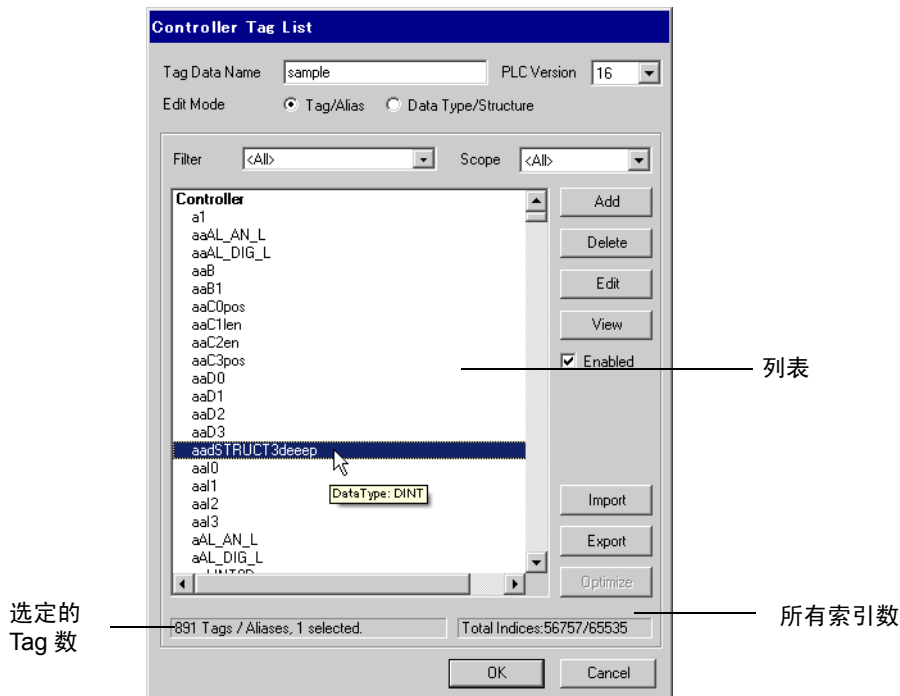 Controller Tag List
Tag Data Name sample PLC Version 16
Edit Mode Tag/Alias Data Type/Structure
Filter <All> Scope <All>
Controller
a1
aaAL_AN_L
aaAL_DIG_L
aaB
aaB1
aaC0pos
aaC1len
aaC2en
aaC3pos
aaD0
aaD1
aaD2
aaD3
aadSTRUCT3deeep
aaI0
aaI1
aaI2
aaI3
aAL_AN_L
aAL_DIG_L
DataType: DINT
Add
Delete
Edit
View
Enabled
Import
Export
Optimize
列表
选定的
Tag 数
891 Tags / Aliases, 1 selected.
Total Indices:56757/65535
所有索引数
OK
Cancel